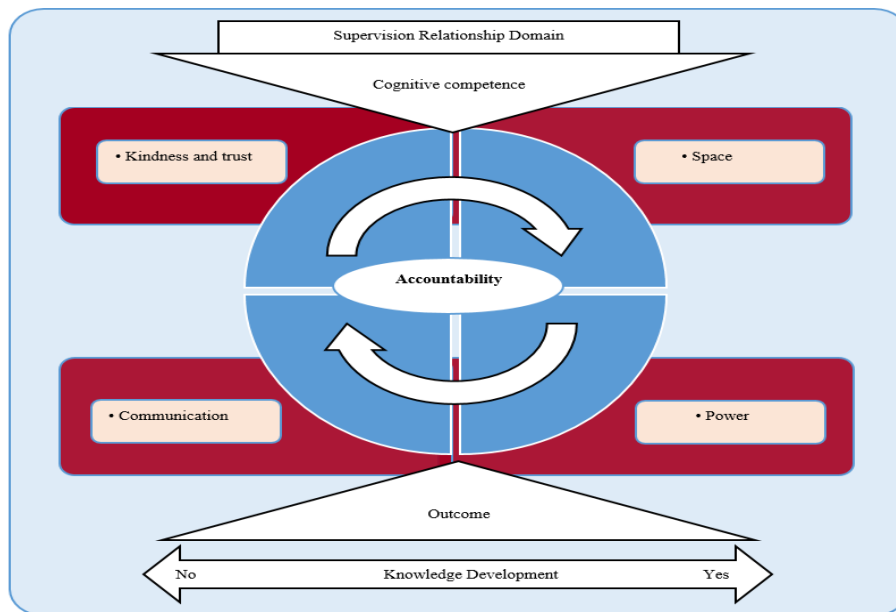 Supervision Relationship Domain
Cognitive competence
• Kindness and trust
• Space
Accountability
• Communication
• Power
Outcome
No Knowledge Development Yes